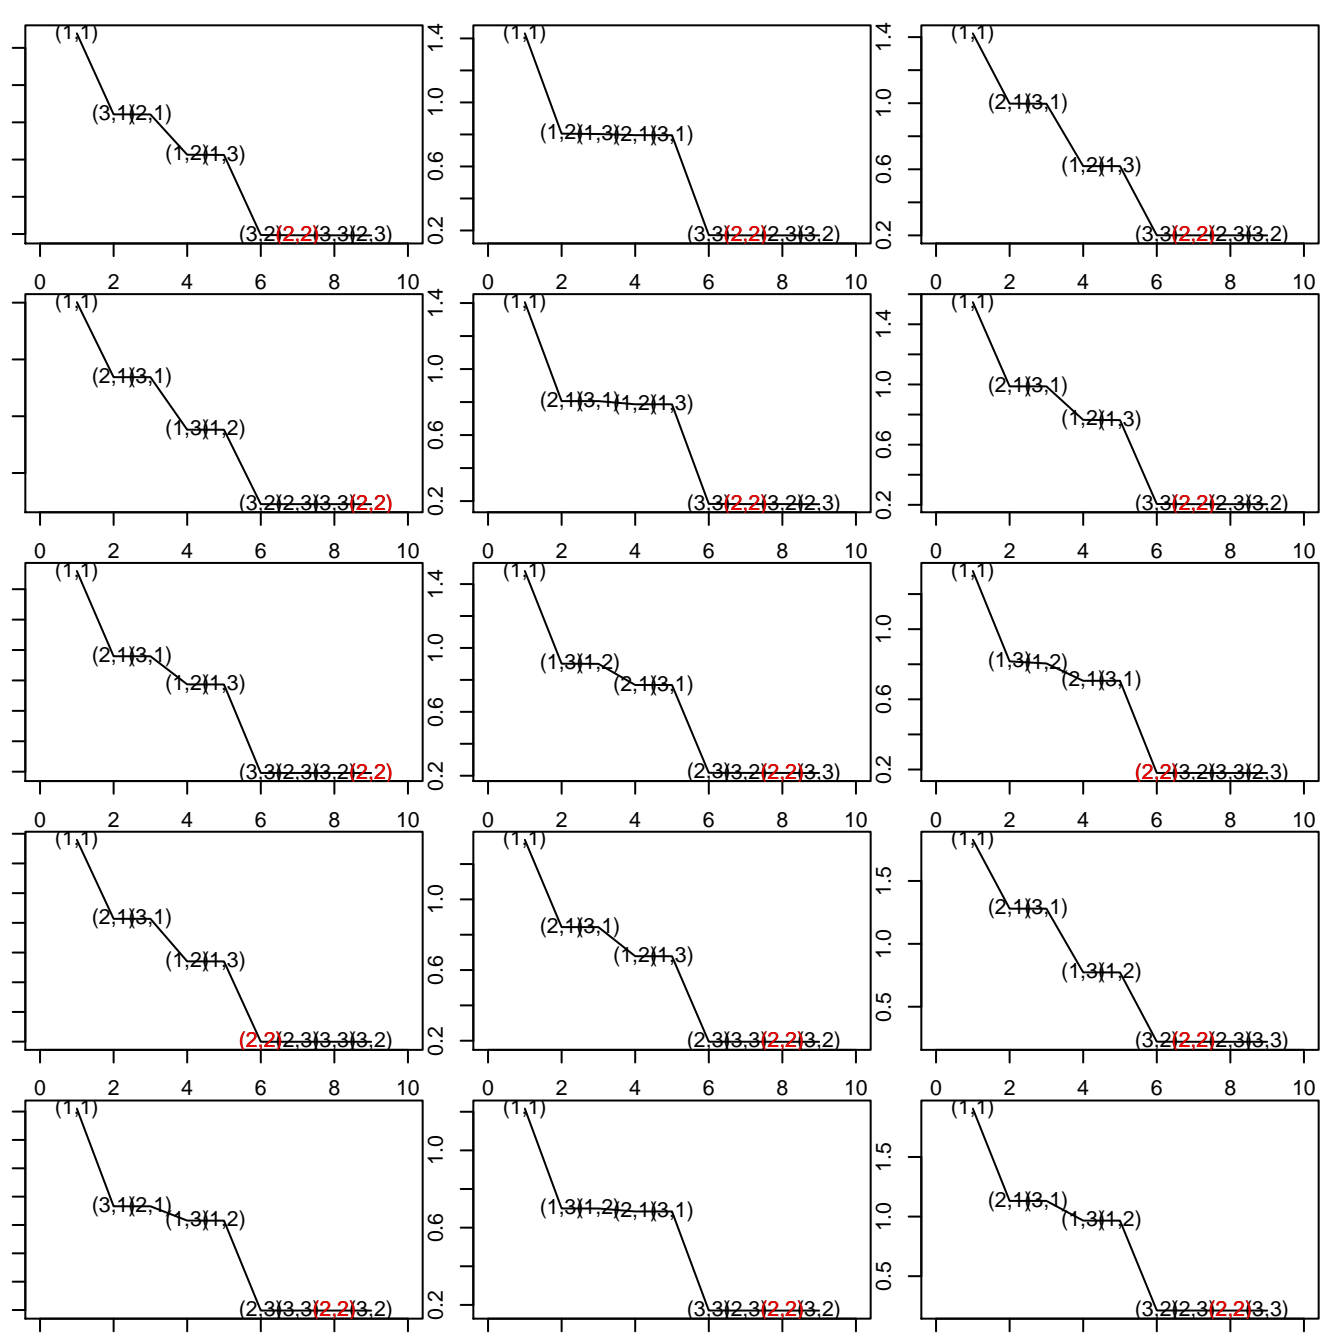 (1,1) (1,1) (1,1)
1.4 1.4
(3,1) (2,1) 1.0 (2,1) (3,1) 1.0
(1,2) (1,3) (1,2) (1,3) (2,1) (3,1)
0.6 (1,2) (1,3) 0.6
(3,2) (2,2) (3,3) (2,3) 0.2 (3,3) (2,2) (2,3) (3,2) 0.2 (3,3) (2,2) (2,3) (3,2)
0 2 4 6 8 10 0 2 4 6 8 10 0 2 4 6 8 10
(1,1) 1.4 (1,1) (1,1)
1.4
(2,1) (3,1) 1.0 (2,1) (3,1) 1.0
(2,1) (3,1) (1,2) (1,3) (1,2) (1,3)
(1,3) (1,2) 0.6 0.6
(3,2) (2,3) (3,3) (2,2) 0.2 (3,3) (2,2) (3,2) (2,3) 0.2 (3,3) (2,2) (2,3) (3,2)
0 2 4 6 8 10 0 2 4 6 8 10 0 2 4 6 8 10
(1,1) 1.4 (1,1) (1,1)
(2,1) (3,1) 1.0 (1,3) (1,2) 1.0 (1,3) (1,2)
(1,2) (1,3) (2,1) (3,1) (2,1) (3,1)
0.6 0.6
(3,3) (2,3) (3,2) (2,2) 0.2 (2,3) (3,2) (2,2) (3,3) 0.2 (2,2) (3,2) (3,3) (2,3)
0 2 4 6 8 10 0 2 4 6 8 10 0 2 4 6 8 10
(1,1) (1,1) (1,1)
1.5
(2,1) (3,1) 1.0 (2,1) (3,1) (2,1) (3,1)
(1,2) (1,3) 0.6 (1,2) (1,3) 1.0 (1,3) (1,2)
0.5
(2,2) (2,3) (3,3) (3,2) 0.2 (2,3) (3,3) (2,2) (3,2) (3,2) (2,2) (2,3) (3,3)
0 2 4 6 8 10 0 2 4 6 8 10 0 2 4 6 8 10
(1,1) (1,1) (1,1)
1.0 1.5
(3,1) (2,1) (1,3) (1,2) (2,1) (3,1) (2,1) (3,1)
(1,3) (1,2) 0.6 1.0 (1,3) (1,2)
0.5
(2,3) (3,3) (2,2) (3,2) 0.2 (3,3) (2,3) (2,2) (3,2) (3,2) (2,3) (2,2) (3,3)